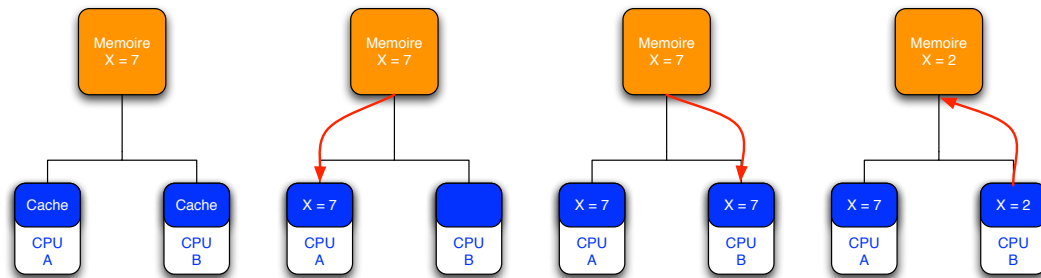 Memoire
X = 7
Memoire
X = 7
Memoire
X = 7
Memoire
X = 2
Cache
Cache
X = 7
X = 7
X = 7
X = 7
X = 2
CPU
A
CPU
B
CPU
A
CPU
B
CPU
A
CPU
B
CPU
A
CPU
B